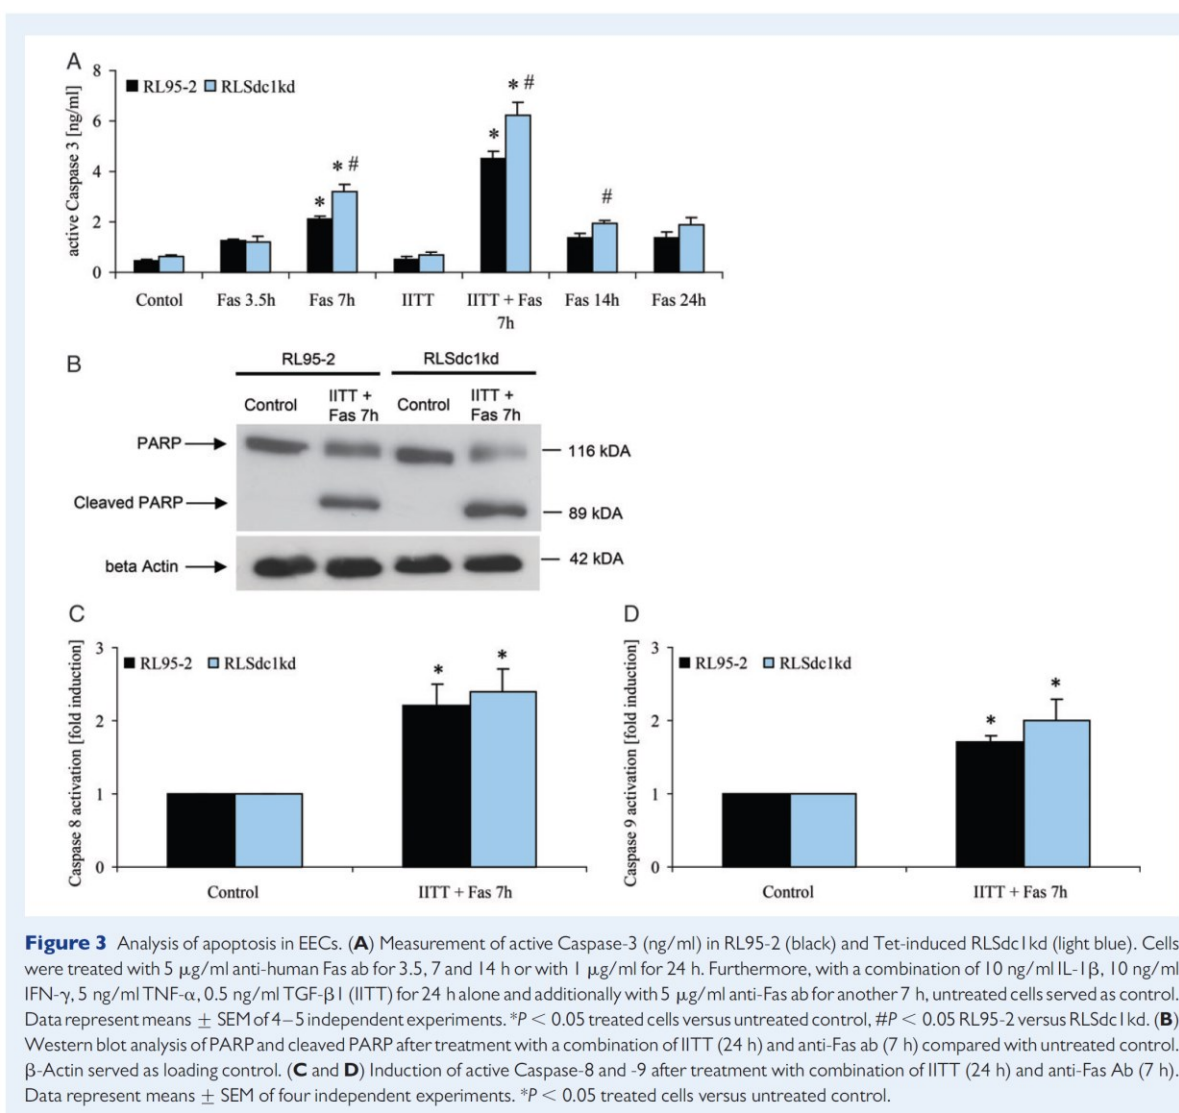 A
8
6
4
2
0
active Caspase 3 [ng/ml]
RL95-2 RLSdc1kd
* # * #
* * #
Contol Fas 3.5h Fas 7h IITT IITT + Fas 7h Fas 14h Fas 24h
B
RL95-2 RLSdc1kd
Control IITT + Fas 7h Control IITT + Fas 7h
PARP
116 kDA
Cleaved PARP
89 kDA
beta Actin
42 kDA
C
3
2
1
0
Caspase 8 activation [fold induction]
RL95-2 RLSdc1kd
* *
Control IITT + Fas 7h
D
3
2
1
0
Caspase 9 activation [fold induction]
RL95-2 RLSdc1kd
* *
Control IITT + Fas 7h
Figure 3 Analysis of apoptosis in EECs. (A) Measurement of active Caspase-3 (ng/ml) in RL95-2 (black) and Tet-induced RLSdc1kd (light blue). Cells
were treated with 5 μg/ml anti-human Fas ab for 3.5, 7 and 14 h or with 1 μg/ml for 24 h. Furthermore, with a combination of 10 ng/ml IL-1β, 10 ng/ml
IFN-γ, 5 ng/ml TNF-α, 0.5 ng/ml TGF-β1 (IITT) for 24 h alone and additionally with 5 μg/ml anti-Fas ab for another 7 h, untreated cells served as control.
Data represent means ± SEM of 4–5 independent experiments. *P < 0.05 treated cells versus untreated control, #P < 0.05 RL95-2 versus RLSdc1kd. (B)
Western blot analysis of PARP and cleaved PARP after treatment with a combination of IITT (24 h) and anti-Fas ab (7 h) compared with untreated control.
β-Actin served as loading control. (C and D) Induction of active Caspase-8 and -9 after treatment with combination of IITT (24 h) and anti-Fas Ab (7 h).
Data represent means ± SEM of four independent experiments. *P < 0.05 treated cells versus untreated control.